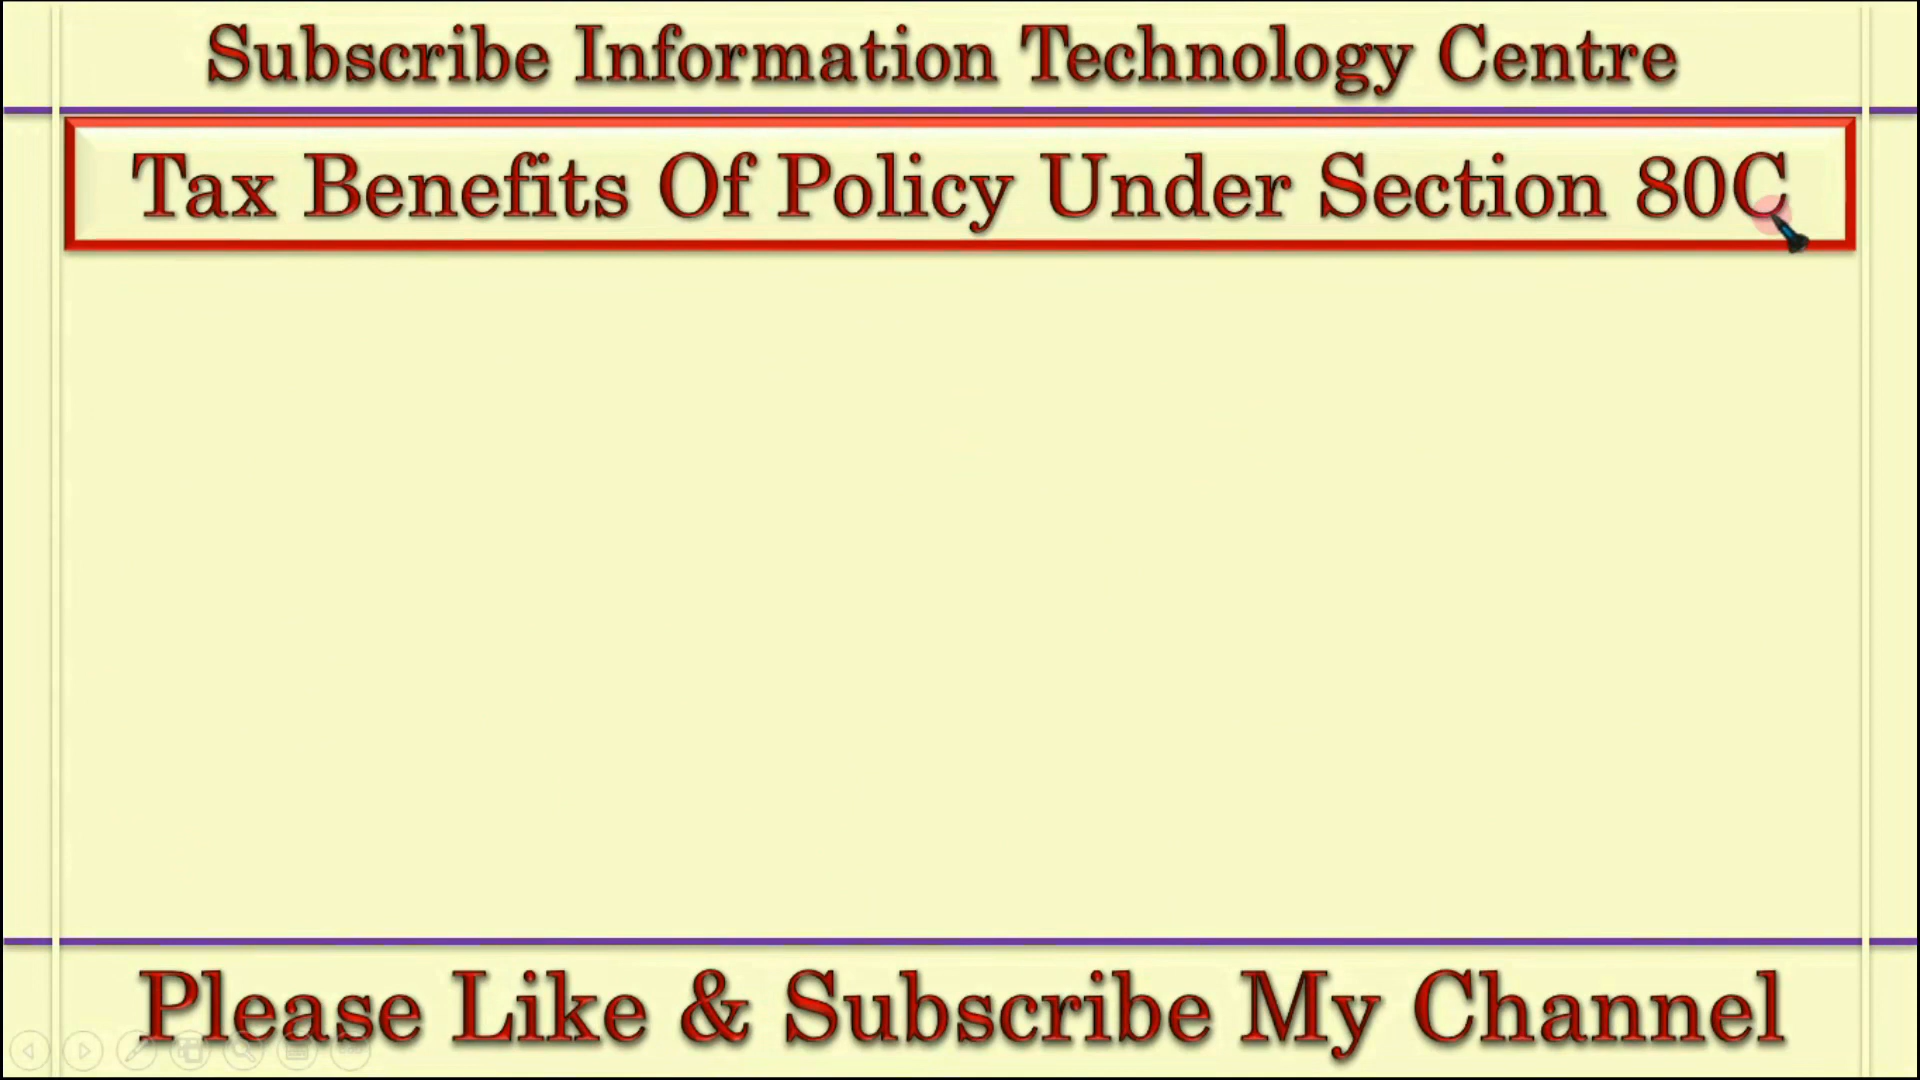 Subscribe Information Technology Centre
Tax Benefits Of Policy Under Section 80C
Please Like & Subscribe My Channel